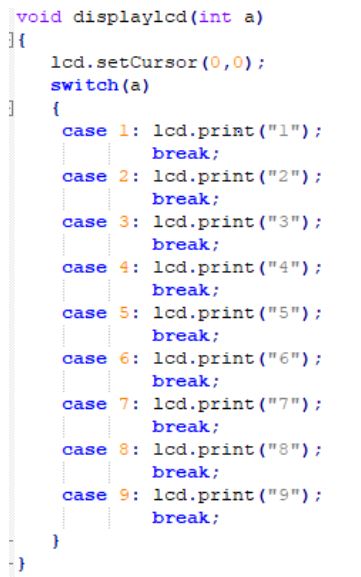 void displaylcd(int a)
{
lcd.setCursor(0,0);
switch(a)
{
case 1: lcd.print("1");
break;
case 2: lcd.print("2");
break;
case 3: lcd.print("3");
break;
case 4: lcd.print("4");
break;
case 5: lcd.print("5");
break;
case 6: lcd.print("6");
break;
case 7: lcd.print("7");
break;
case 8: lcd.print("8");
break;
case 9: lcd.print("9");
break;
}
}